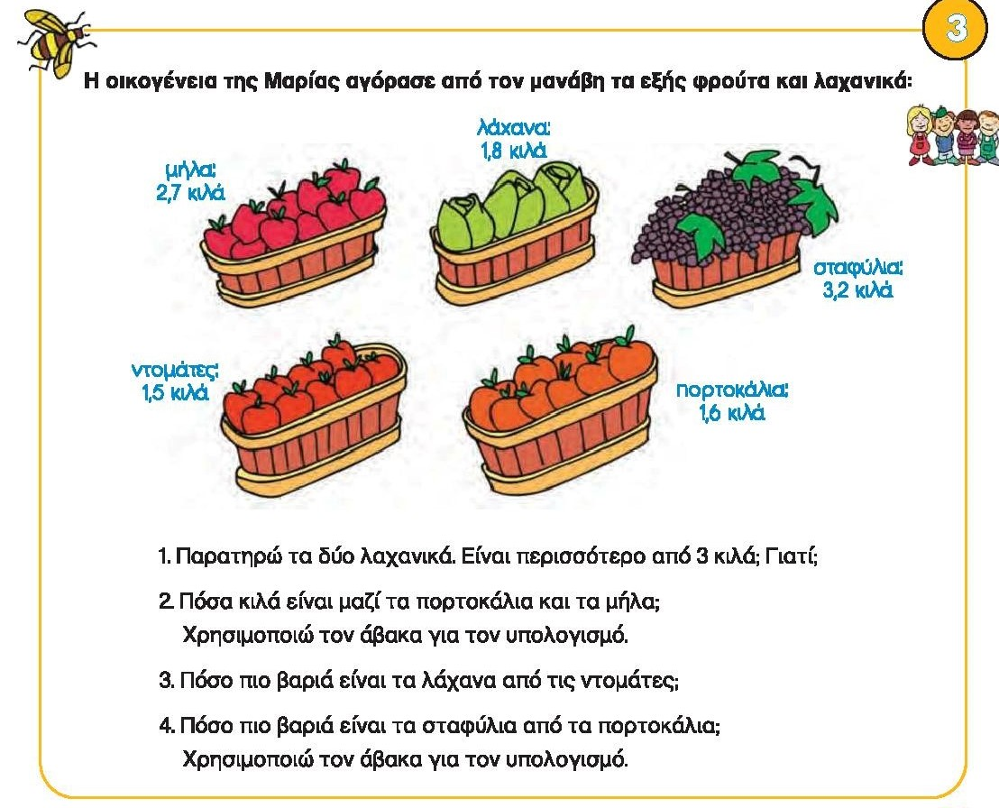 3
Η οικογένεια της Μαρίας αγόρασε από τον μανάβη τα εξής φρούτα και λαχανικά:
λάχανα:
1,8 κιλά
μήλα:
2,7 κιλά
σταφύλια:
3,2 κιλά
ντομάτες:
1,5 κιλά
πορτοκάλια:
1,6 κιλά
1. Παρατηρώ τα δύο λαχανικά. Είναι περισσότερο από 3 κιλά; Γιατί;
2. Πόσα κιλά είναι μαζί τα πορτοκάλια και τα μήλα;
Χρησιμοποιώ τον άβακα για τον υπολογισμό.
3. Πόσο πιο βαριά είναι τα λάχανα από τις ντομάτες;
4. Πόσο πιο βαριά είναι τα σταφύλια από τα πορτοκάλια;
Χρησιμοποιώ τον άβακα για τον υπολογισμό.